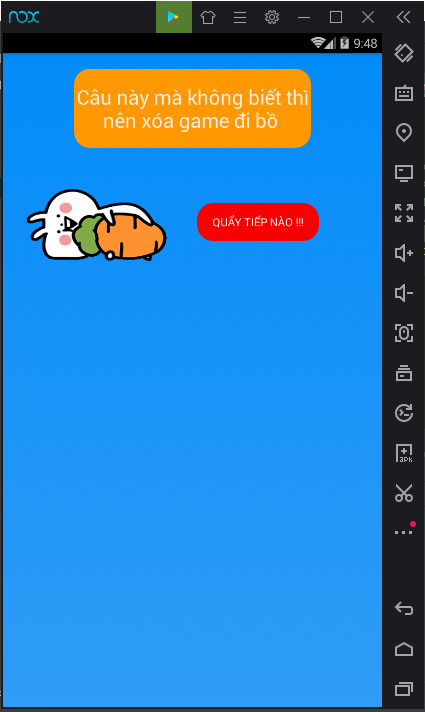 nox
9:48
Câu này mà không biết thì
nên xóa game đi bồ
QUẨY TIẾP NÀO !!!